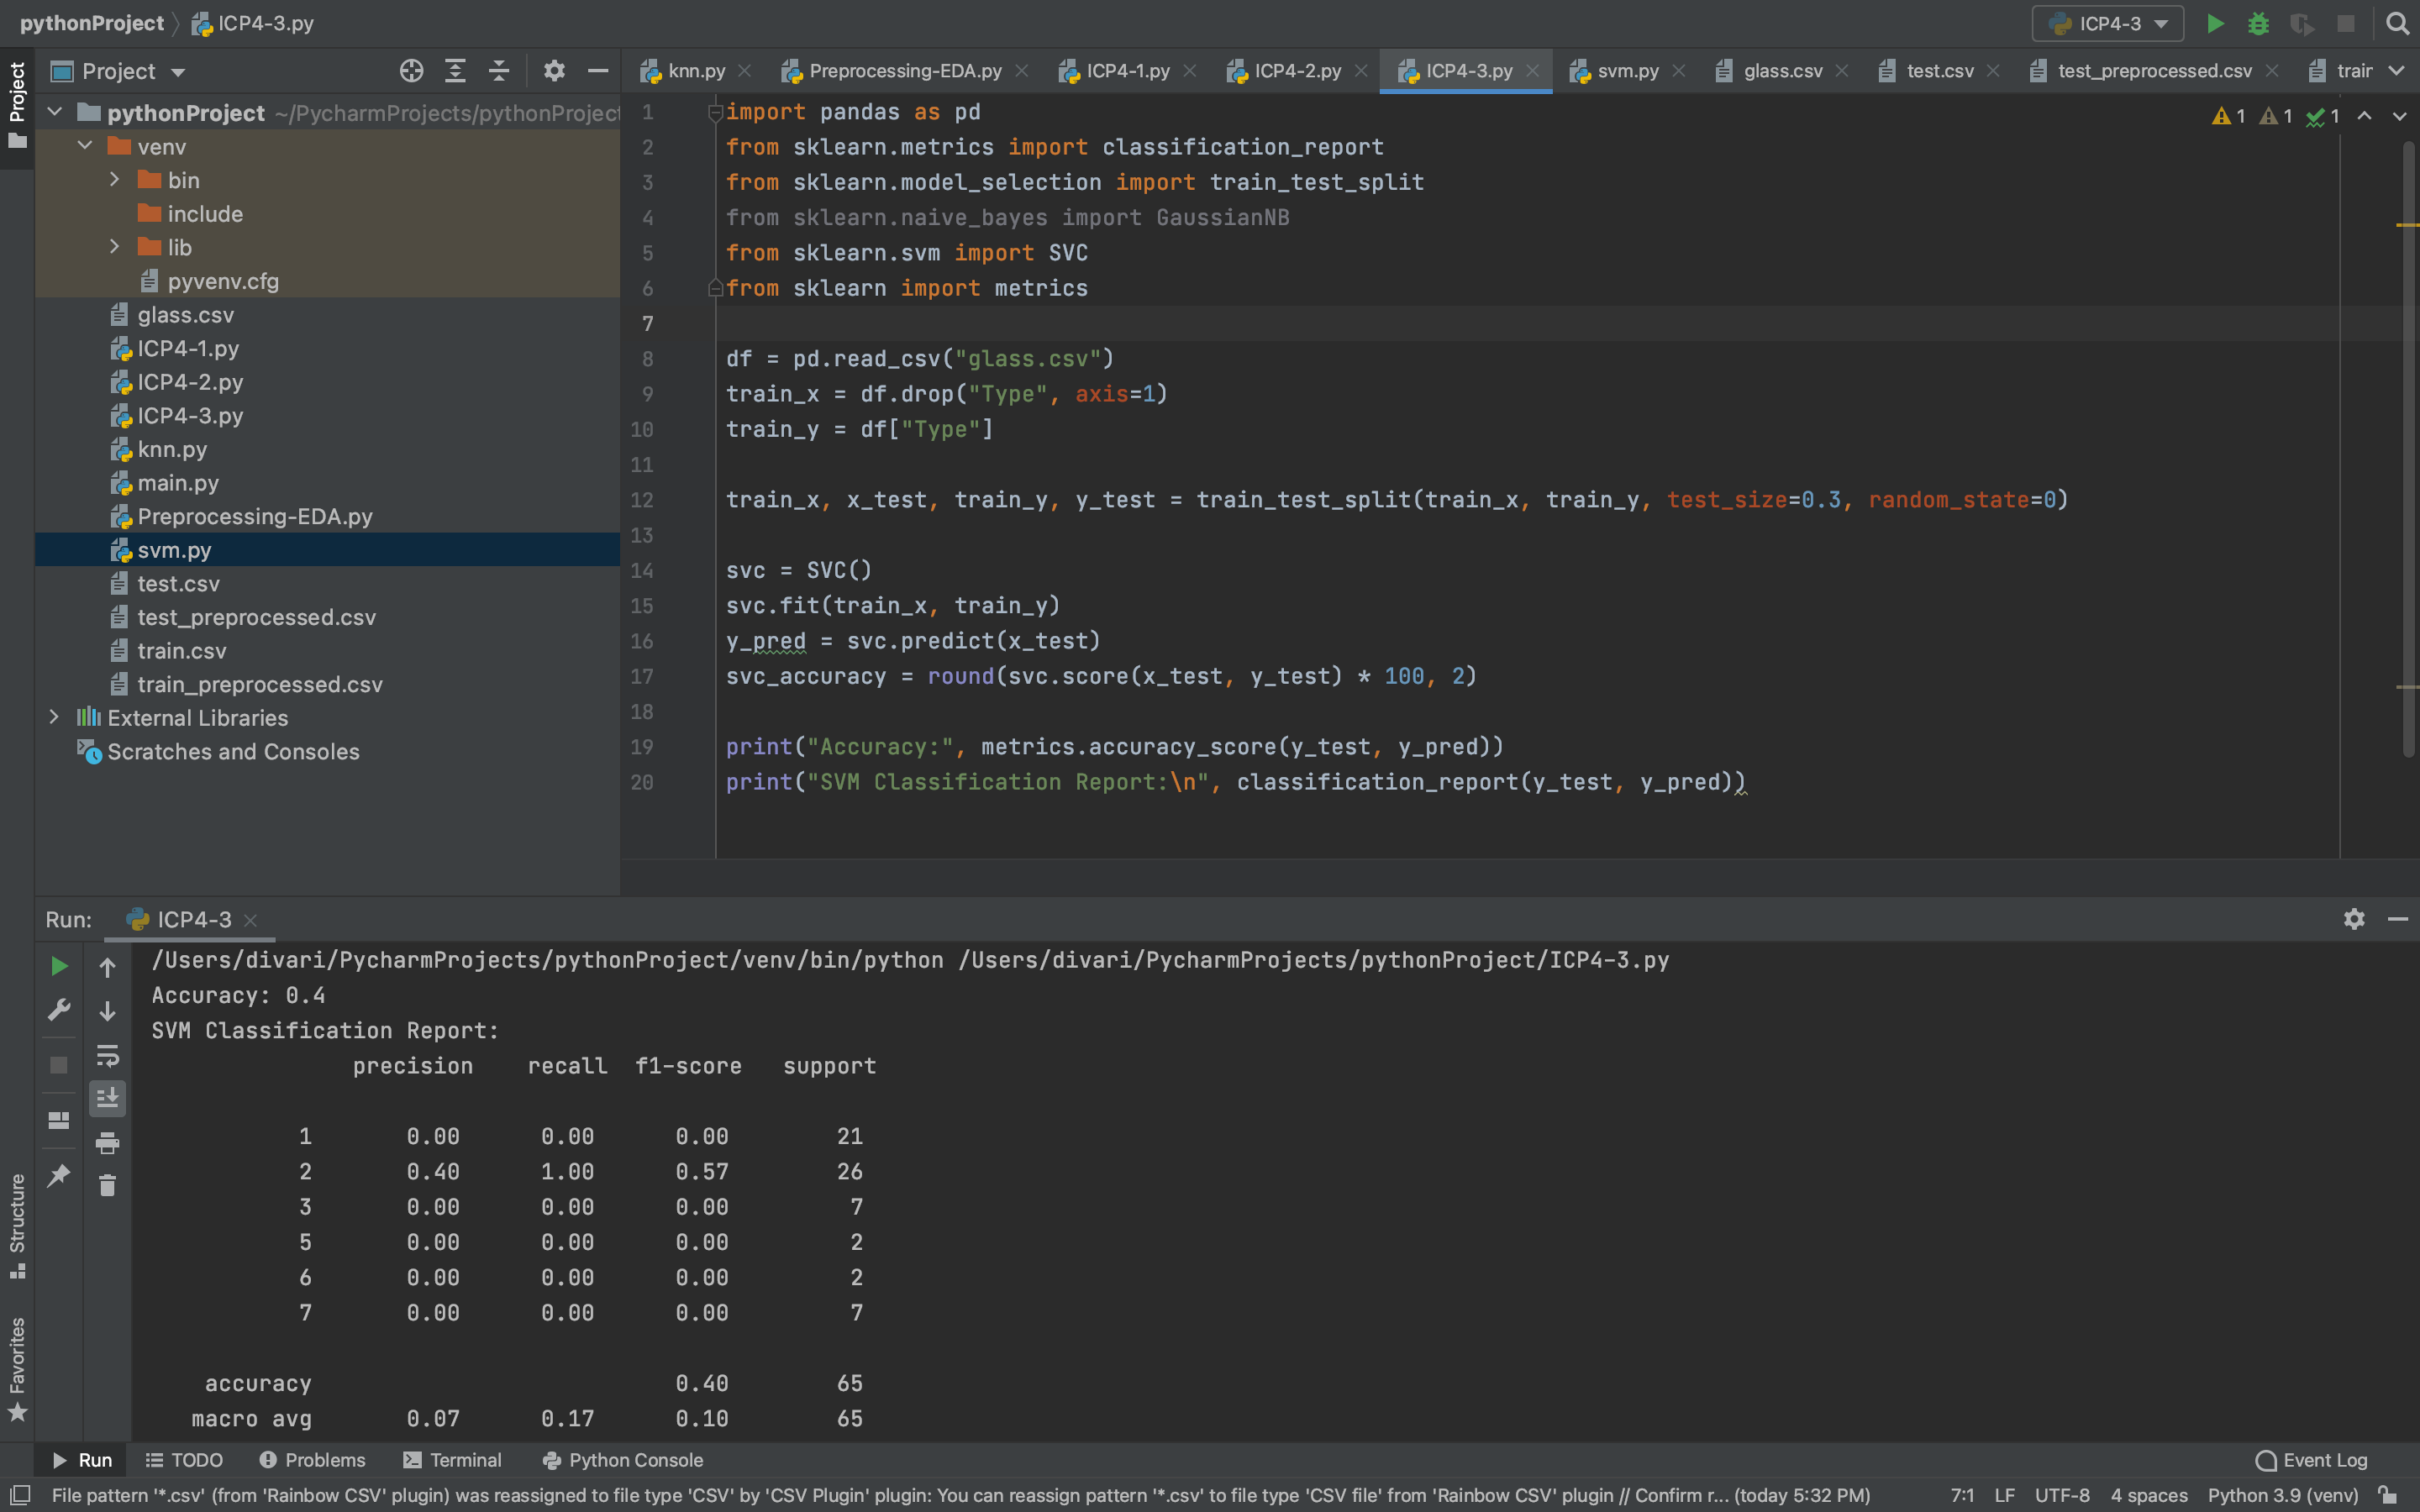 pythonProject ICP4-3.py
ICP4-3
Project
Project
knn.py Preprocessing-EDA.py ICP4-1.py ICP4-2.py ICP4-3.py svm.py glass.csv test.csv test_preprocessed.csv trair
pythonProject ~/PycharmProjects/pythonProject
venv
bin
include
lib
pyvenv.cfg
glass.csv
ICP4-1.py
ICP4-2.py
ICP4-3.py
knn.py
main.py
Preprocessing-EDA.py
svm.py
test.csv
test_preprocessed.csv
train.csv
train_preprocessed.csv
External Libraries
Scratches and Consoles
1 1 1
1 import pandas as pd
2 from sklearn.metrics import classification_report
3 from sklearn.model_selection import train_test_split
4 from sklearn.naive_bayes import GaussianNB
5 from sklearn.svm import SVC
6 from sklearn import metrics
7
8 df = pd.read_csv("glass.csv")
9 train_x = df.drop("Type", axis=1)
10 train_y = df["Type"]
11
12 train_x, x_test, train_y, y_test = train_test_split(train_x, train_y, test_size=0.3, random_state=0)
13
14 svc = SVC()
15 svc.fit(train_x, train_y)
16 y_pred = svc.predict(x_test)
17 svc_accuracy = round(svc.score(x_test, y_test) * 100, 2)
18
19 print("Accuracy:", metrics.accuracy_score(y_test, y_pred))
20 print("SVM Classification Report:\n", classification_report(y_test, y_pred))
Run: ICP4-3
/Users/divari/PycharmProjects/pythonProject/venv/bin/python /Users/divari/PycharmProjects/pythonProject/ICP4-3.py
Accuracy: 0.4
SVM Classification Report:
precision recall f1-score support
1 0.00 0.00 0.00 21
2 0.40 1.00 0.57 26
3 0.00 0.00 0.00 7
5 0.00 0.00 0.00 2
6 0.00 0.00 0.00 2
7 0.00 0.00 0.00 7
accuracy 0.40 65
macro avg 0.07 0.17 0.10 65
Structure
Favorites
Run TODO Problems Terminal Python Console Event Log
File pattern '*.csv' (from 'Rainbow CSV' plugin) was reassigned to file type 'CSV' by 'CSV Plugin' plugin: You can reassign pattern '*.csv' to file type 'CSV file' from 'Rainbow CSV' plugin // Confirm r... (today 5:32 PM) 7:1 LF UTF-8 4 spaces Python 3.9 (venv)